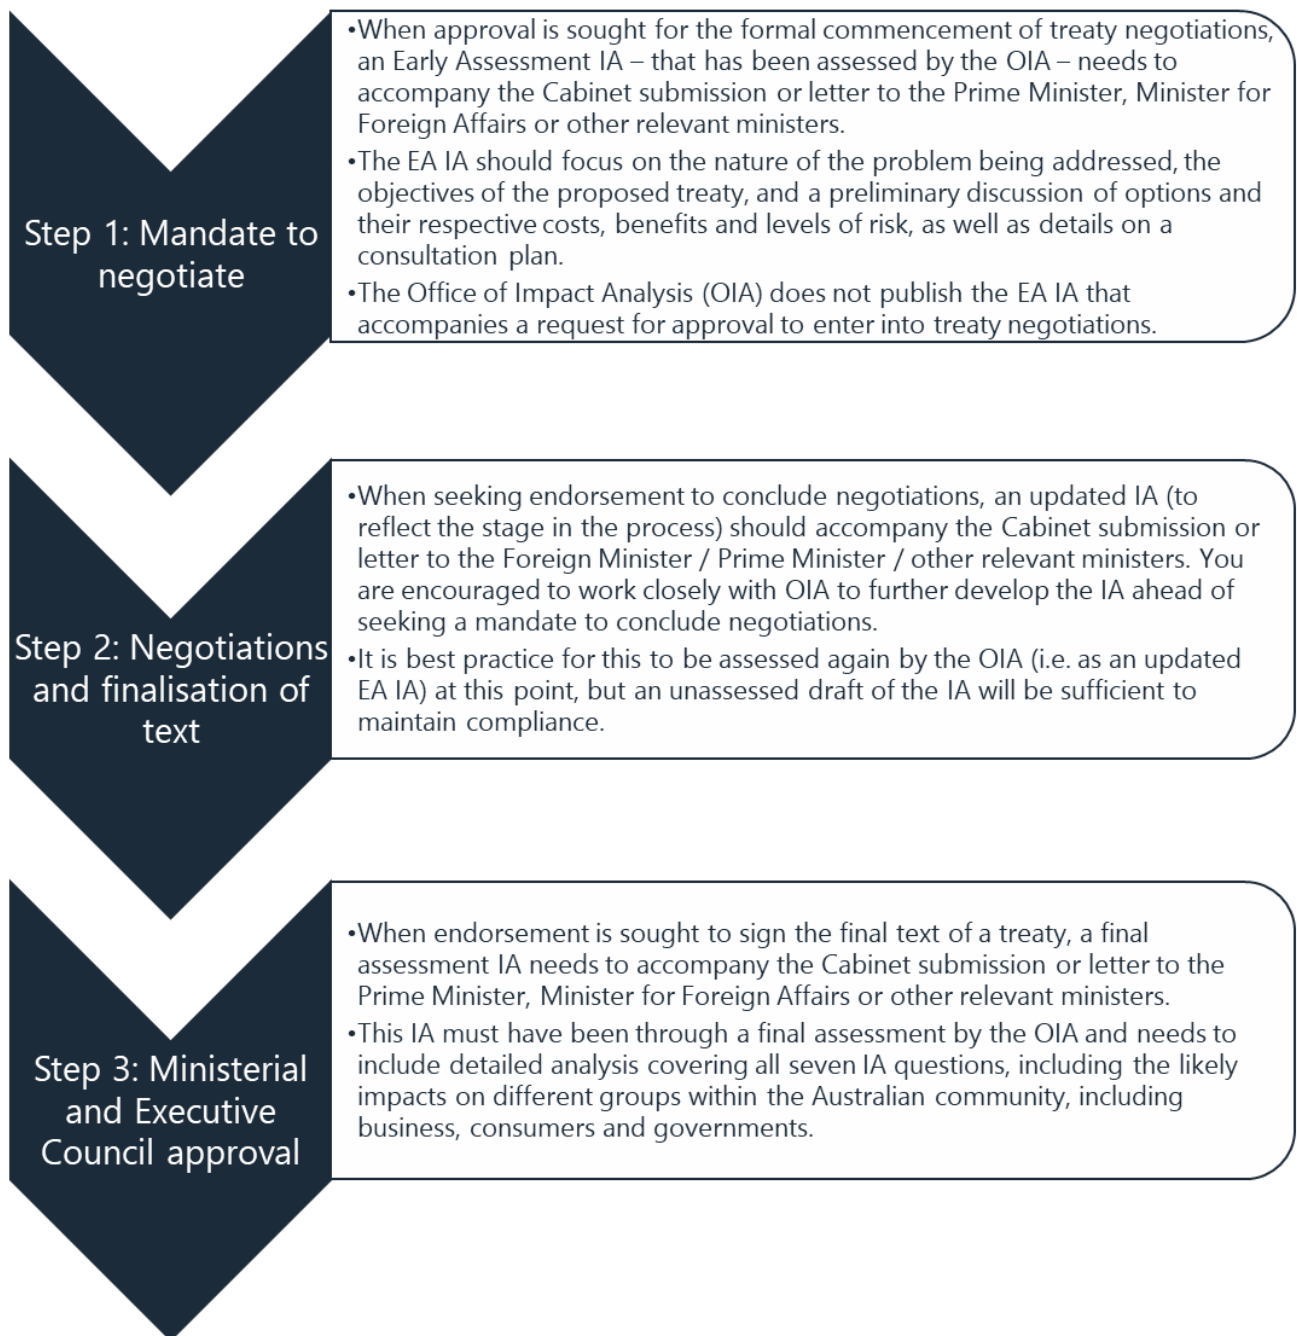 Step 1: Mandate to
negotiate
•When approval is sought for the formal commencement of treaty negotiations,
an Early Assessment IA – that has been assessed by the OIA – needs to
accompany the Cabinet submission or letter to the Prime Minister, Minister for
Foreign Affairs or other relevant ministers.
•The EA IA should focus on the nature of the problem being addressed, the
objectives of the proposed treaty, and a preliminary discussion of options and
their respective costs, benefits and levels of risk, as well as details on a
consultation plan.
•The Office of Impact Analysis (OIA) does not publish the EA IA that
accompanies a request for approval to enter into treaty negotiations.
Step 2: Negotiations
and finalisation of
text
•When seeking endorsement to conclude negotiations, an updated IA (to
reflect the stage in the process) should accompany the Cabinet submission or
letter to the Foreign Minister / Prime Minister / other relevant ministers. You
are encouraged to work closely with OIA to further develop the IA ahead of
seeking a mandate to conclude negotiations.
•It is best practice for this to be assessed again by the OIA (i.e. as an updated
EA IA) at this point, but an unassessed draft of the IA will be sufficient to
maintain compliance.
Step 3: Ministerial
and Executive
Council approval
•When endorsement is sought to sign the final text of a treaty, a final
assessment IA needs to accompany the Cabinet submission or letter to the
Prime Minister, Minister for Foreign Affairs or other relevant ministers.
•This IA must have been through a final assessment by the OIA and needs to
include detailed analysis covering all seven IA questions, including the likely
impacts on different groups within the Australian community, including
business, consumers and governments.